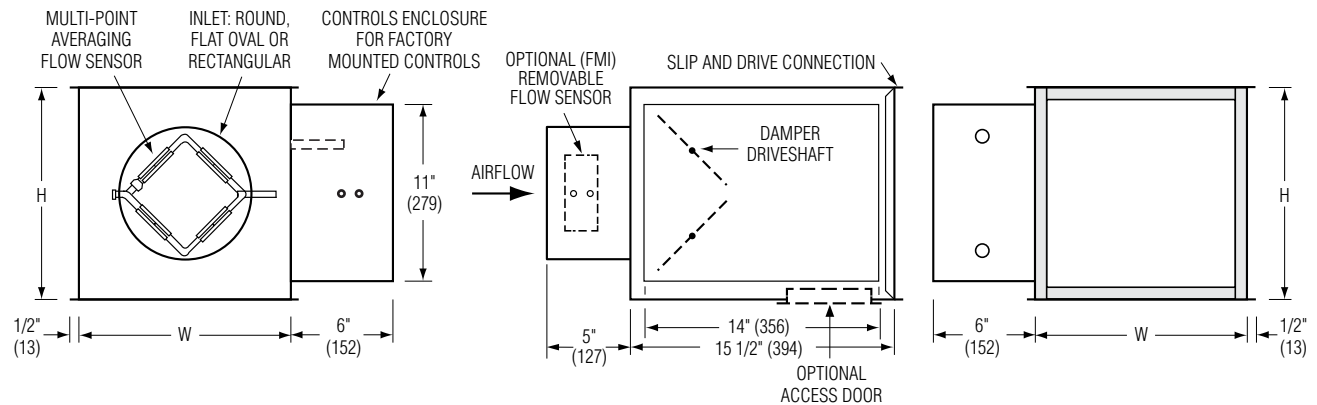 MULTI-POINT
AVERAGING
FLOW SENSOR
INLET: ROUND,
FLAT OVAL OR
RECTANGULAR
CONTROLS ENCLOSURE
FOR FACTORY
MOUNTED CONTROLS
H
11"
(279)
1/2"
(13)
W
6"
(152)
OPTIONAL (FMI)
REMOVABLE
FLOW SENSOR
SLIP AND DRIVE CONNECTION
AIRFLOW
DAMPER
DRIVESHAFT
5"
(127)
14" (356)
15 1/2" (394)
OPTIONAL
ACCESS DOOR
H
6"
(152)
W
1/2"
(13)